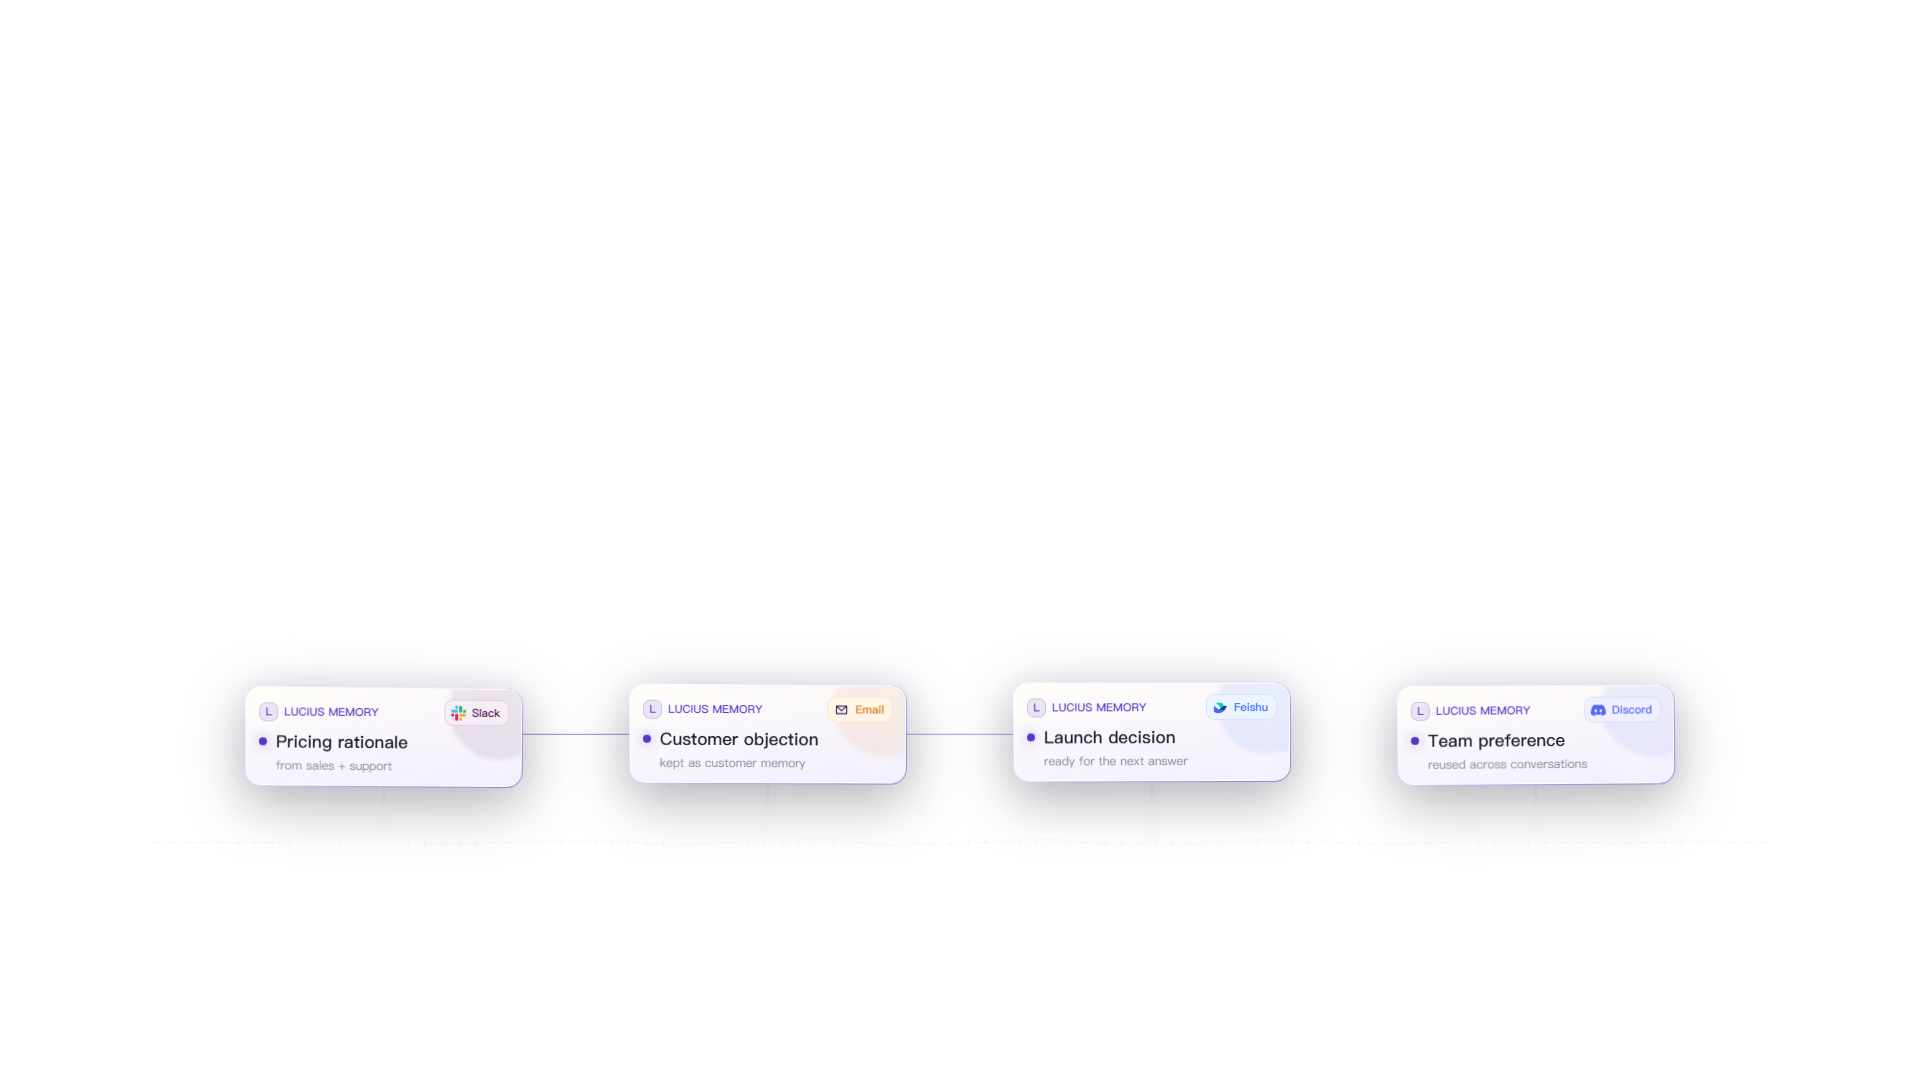 L LUCIUS MEMORY
Slack
Pricing rationale
from sales + support
L LUCIUS MEMORY
Email
Customer objection
kept as customer memory
L LUCIUS MEMORY
Feishu
Launch decision
ready for the next answer
L LUCIUS MEMORY
Discord
Team preference
reused across conversations